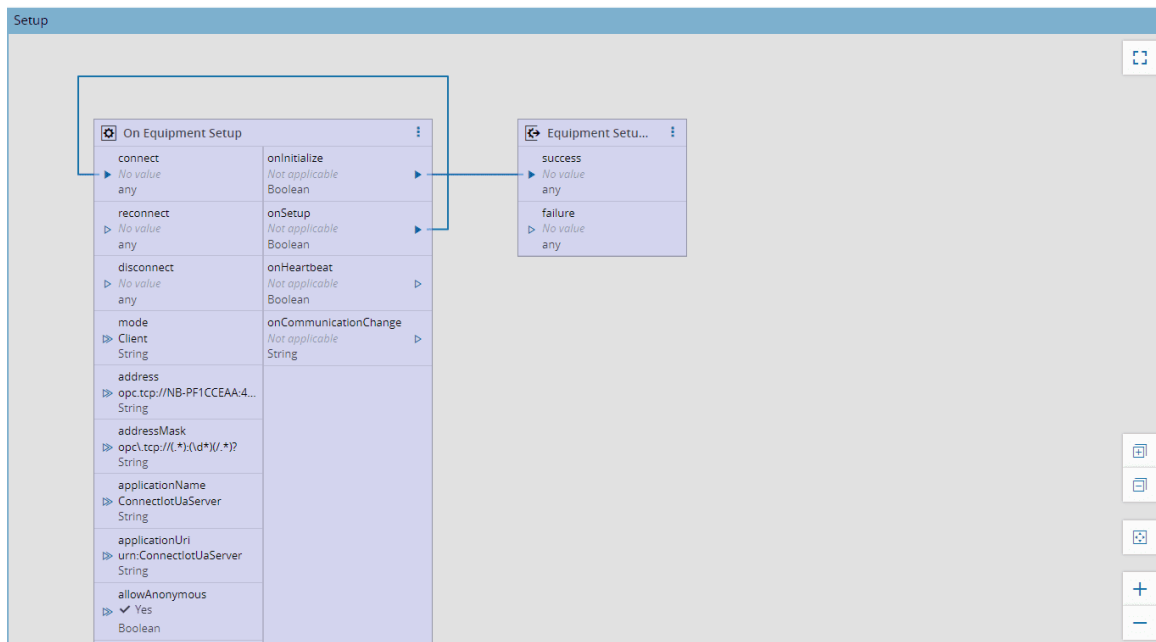 Setup
On Equipment Setup
connect
No value
any
reconnect
No value
any
disconnect
No value
any
mode
Client
String
address
opc.tcp://NB-PF1CCEAA:4...
String
addressMask
opc\.tcp://(.*):(\d*)(/.*)?
String
applicationName
ConnectIotUaServer
String
applicationUri
urn:ConnectIotUaServer
String
allowAnonymous
Yes
Boolean
onInitialize
Not applicable
Boolean
onSetup
Not applicable
Boolean
onHeartbeat
Not applicable
Boolean
onCommunicationChange
Not applicable
String
Equipment Setu...
success
No value
any
failure
No value
any